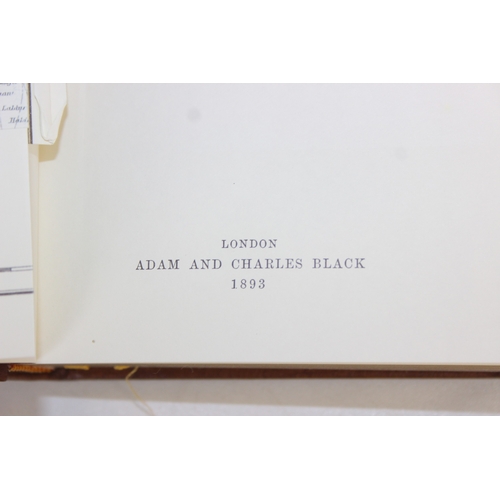 LONDON
ADAM AND CHARLES BLACK
1893